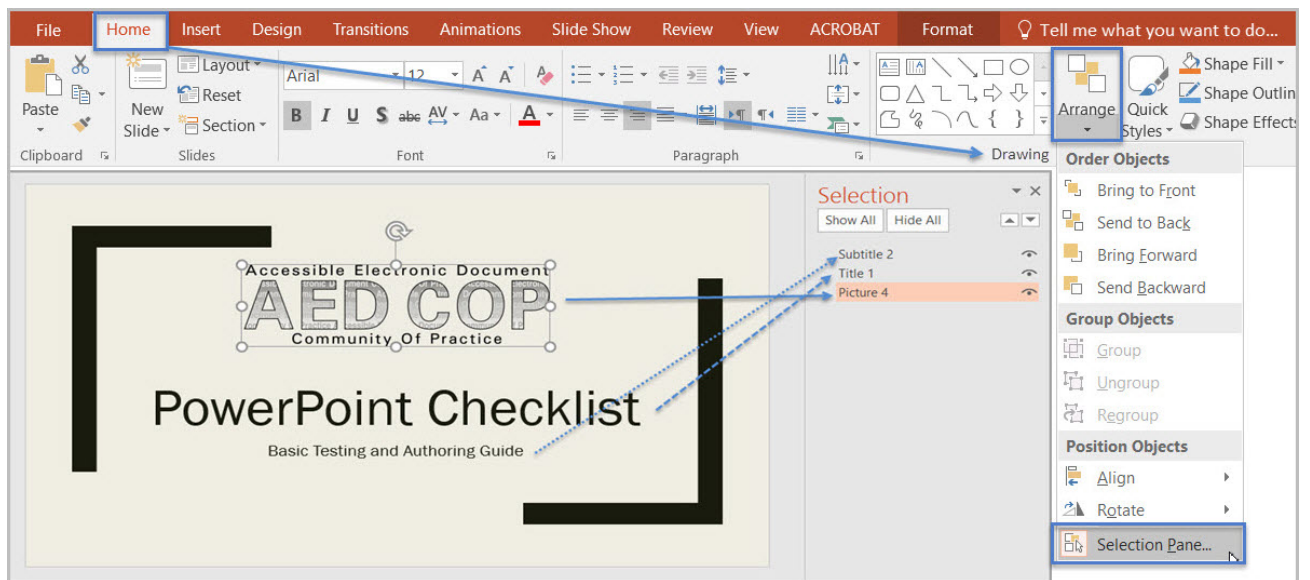 File Home Insert Design Transitions Animations Slide Show Review View ACROBAT Format Tell me what you want to do...
Paste
New
Slide
Layout
Reset
Section
Arial 12
B I U S abc AV Aa A
Arrange
Quick
Styles
Shape Fill
Shape Outlin
Shape Effects
Clipboard Slides Font Paragraph Drawing
Order Objects
Bring to Front
Send to Back
Bring Forward
Send Backward
Group Objects
Group
Ungroup
Regroup
Position Objects
Align
Rotate
Selection Pane...
Selection
Show All Hide All
Subtitle 2
Title 1
Picture 4
Accessible Electronic Document
AED COP
Community Of Practice
PowerPoint Checklist
Basic Testing and Authoring Guide